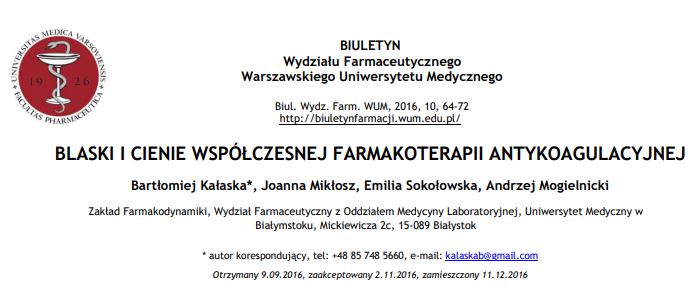 UNIVERSITAS MEDICA VARSOVIENSIS
19 26
FACULTAS PHARMACEUTICA
BIULETYN
Wydziału Farmaceutycznego
Warszawskiego Uniwersytetu Medycznego
Biul. Wydz. Farm. WUM, 2016, 10, 64-72
http://biuletynfarmacji.wum.edu.pl/
BLASKI I CIENIE WSPÓŁCZESNEJ FARMAKOTERAPII ANTYKOAGULACYJNEJ
Bartłomiej Kałaska*, Joanna Mikłosz, Emilia Sokołowska, Andrzej Mogielnicki
Zakład Farmakodynamiki, Wydział Farmaceutyczny z Oddziałem Medycyny Laboratoryjnej, Uniwersytet Medyczny w
Białymstoku, Mickiewicza 2c, 15-089 Białystok
* autor korespondujący, tel: +48 85 748 5660, e-mail: kalaskab@gmail.com
Otrzymany 9.09.2016, zaakceptowany 2.11.2016, zamieszczony 11.12.2016